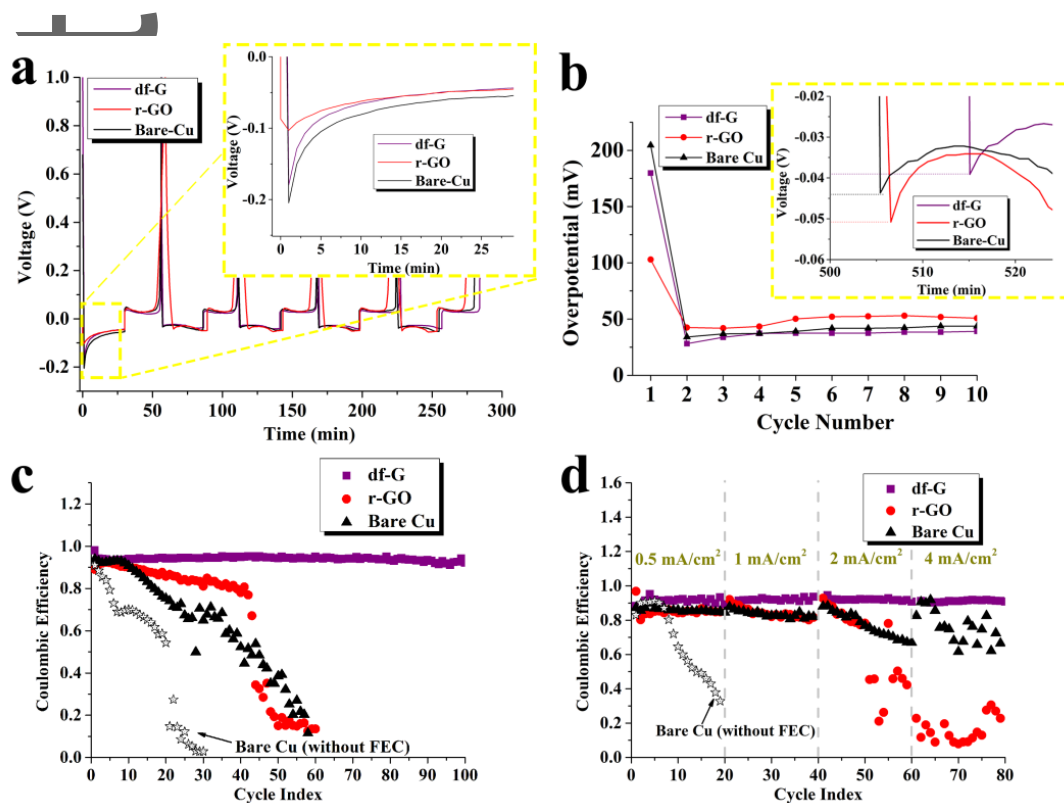 a
df-G
r-GO
Bare-Cu
Voltage (V)
1.0
0.8
0.6
0.4
0.2
0.0
-0.2
0 50 100 150 200 250 300
Time (min)
Voltage (V)
0.0
-0.1
-0.2
df-G
r-GO
Bare-Cu
0 5 10 15 20 25
Time (min)
b
df-G
r-GO
Bare Cu
Overpotential (mV)
200
150
100
50
0
1 2 3 4 5 6 7 8 9 10
Cycle Number
Voltage (V)
-0.02
-0.03
-0.04
-0.05
-0.06
df-G
r-GO
Bare-Cu
500 510 520
Time (min)
c
df-G
r-GO
Bare Cu
Coulombic Efficiency
1.2
1.0
0.8
0.6
0.4
0.2
0.0
Bare Cu (without FEC)
0 10 20 30 40 50 60 70 80 90 100
Cycle Index
d
df-G
r-GO
Bare Cu
Coulombic Efficiency
1.6
1.4
1.2
1.0
0.8
0.6
0.4
0.2
0.0
0.5 mA/cm² 1 mA/cm² 2 mA/cm² 4 mA/cm²
Bare Cu (without FEC)
0 10 20 30 40 50 60 70 80
Cycle Index